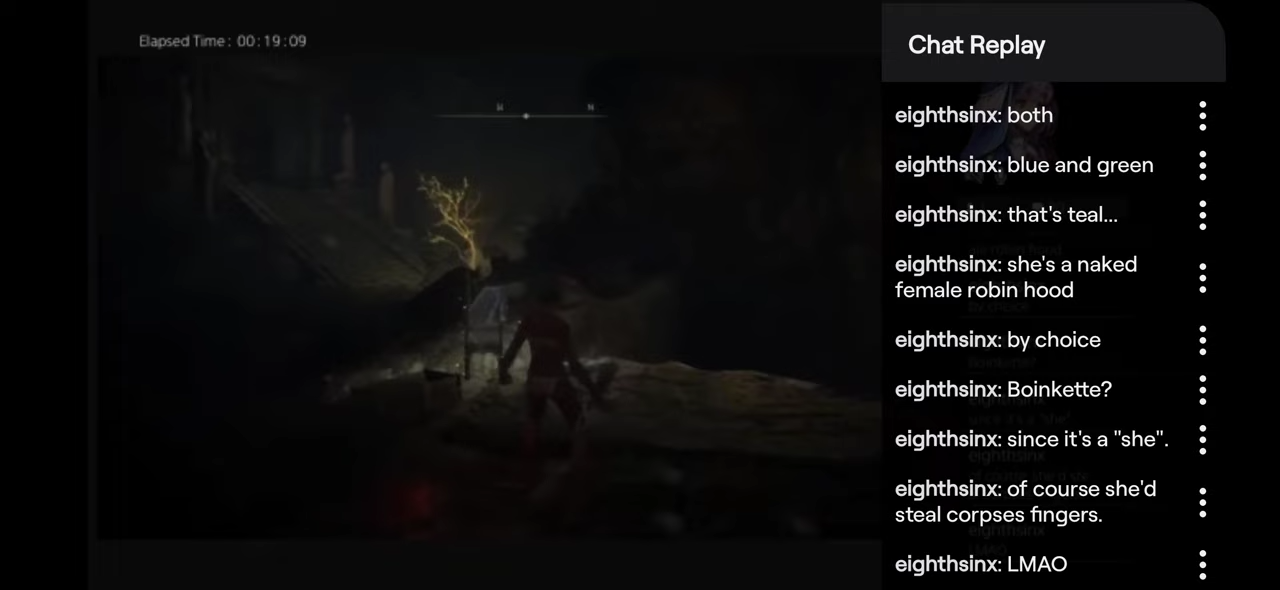 Elapsed Time : 00:19:09
Chat Replay
W N
eighthsinx: both
eighthsinx: blue and green
eighthsinx: that's teal...
eighthsinx: she's a naked
female robin hood
eighthsinx: by choice
eighthsinx: Boinkette?
eighthsinx: since it's a "she".
eighthsinx: of course she'd
steal corpses fingers.
eighthsinx: LMAO